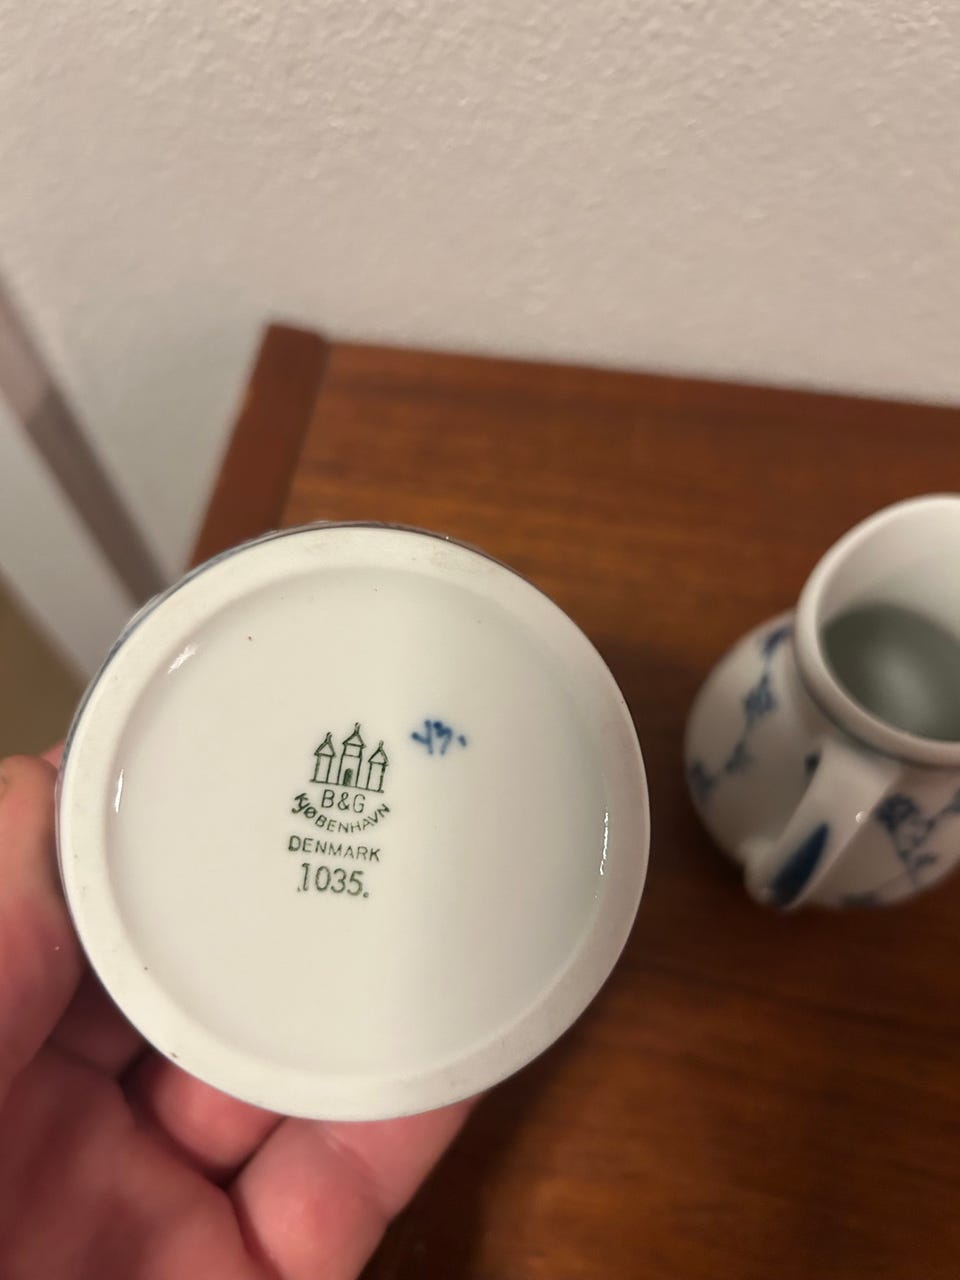 B&G
KJØBENHAVN
DENMARK
1035.